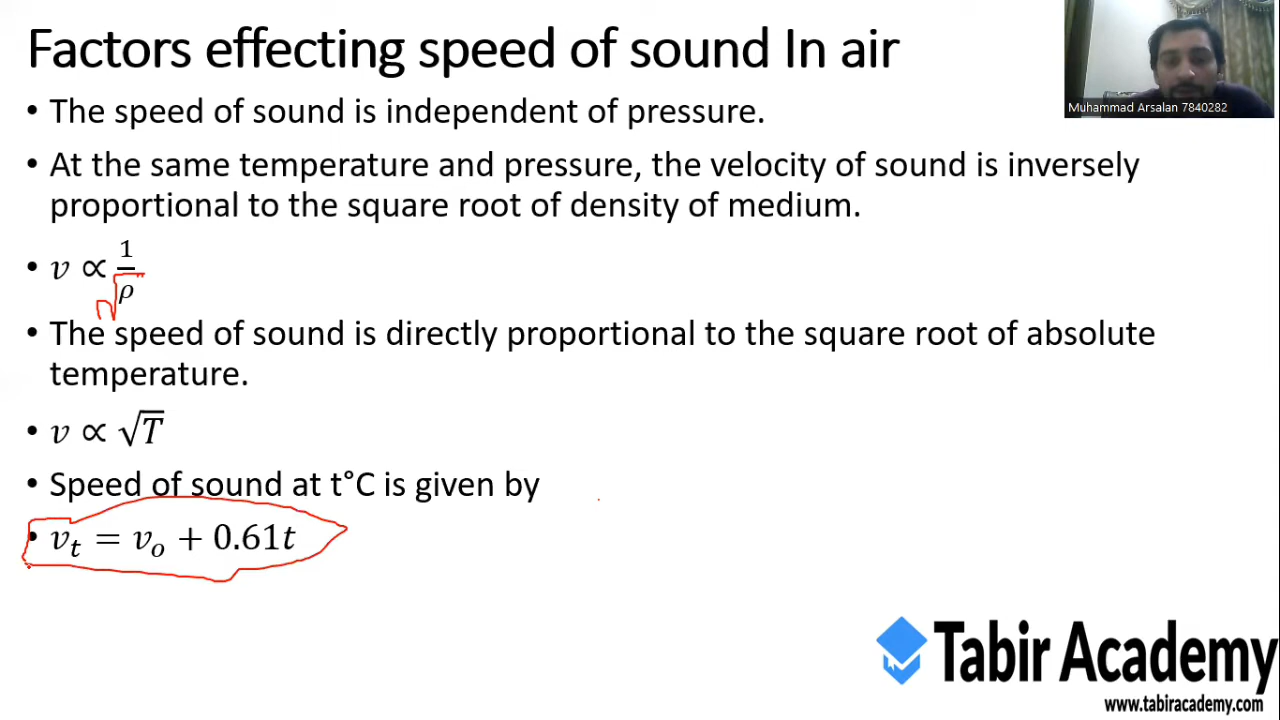 Factors effecting speed of sound In air
Muhammad Arsalan 7840282
• The speed of sound is independent of pressure.
• At the same temperature and pressure, the velocity of sound is inversely
proportional to the square root of density of medium.
• v ∝ 1/√ρ
• The speed of sound is directly proportional to the square root of absolute
temperature.
• v ∝ √T
• Speed of sound at t°C is given by
• vₜ = vₒ + 0.61t
Tabir Academy
www.tabiracademy.com